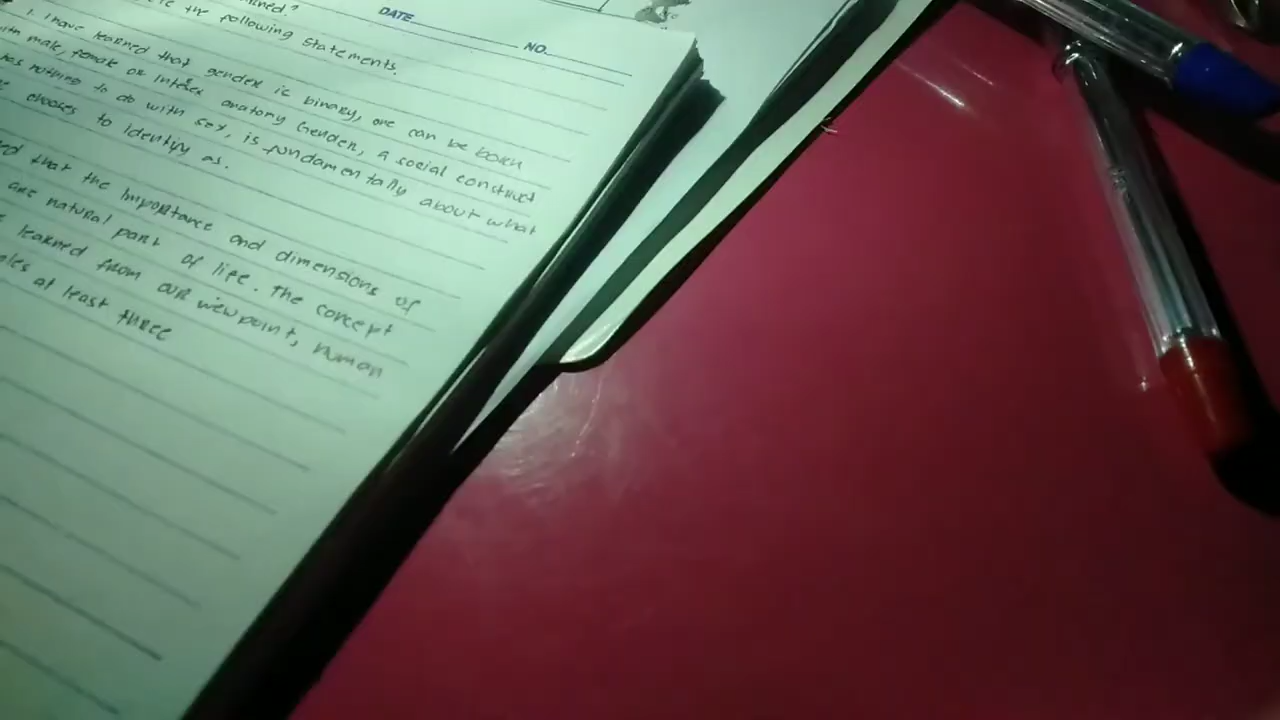 DATE NO.
the following statements.
1. I have learned that gender is binary, one can be born
with male, female or intersex anatomy Gender, a social construct
has nothing to do with sex, is fundamentally about what
chooses to identify as.
that the importance and dimensions of
are natural part of life. The concept
learned from our viewpoint, human
at least three